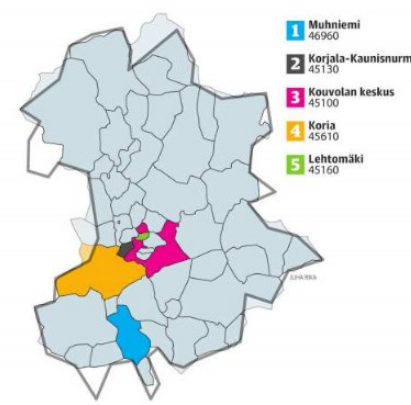 1 Muhniemi
46960
2 Korjala-Kaunisnurm
45130
3 Kouvolan keskus
45100
4 Koria
45610
5 Lehtomäki
45160